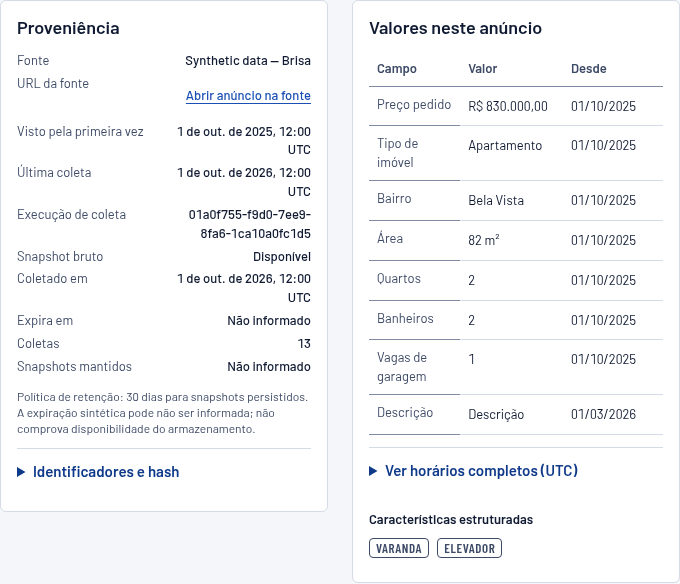 Proveniência
Fonte Synthetic data — Brisa
URL da fonte
Abrir anúncio na fonte
Visto pela primeira vez 1 de out. de 2025, 12:00
UTC
Última coleta 1 de out. de 2026, 12:00
UTC
Execução de coleta 01a0f755-f9d0-7ee9-
8fa6-1ca10a0fc1d5
Snapshot bruto Disponível
Coletado em 1 de out. de 2026, 12:00
UTC
Expira em Não informado
Coletas 13
Snapshots mantidos Não informado
Política de retenção: 30 dias para snapshots persistidos.
A expiração sintética pode não ser informada; não
comprova disponibilidade do armazenamento.
Identificadores e hash
Valores neste anúncio
Campo Valor Desde
Preço pedido R$ 830.000,00 01/10/2025
Tipo de
imóvel Apartamento 01/10/2025
Bairro Bela Vista 01/10/2025
Área 82 m² 01/10/2025
Quartos 2 01/10/2025
Banheiros 2 01/10/2025
Vagas de
garagem 1 01/10/2025
Descrição Descrição 01/03/2026
Ver horários completos (UTC)
Características estruturadas
VARANDA ELEVADOR